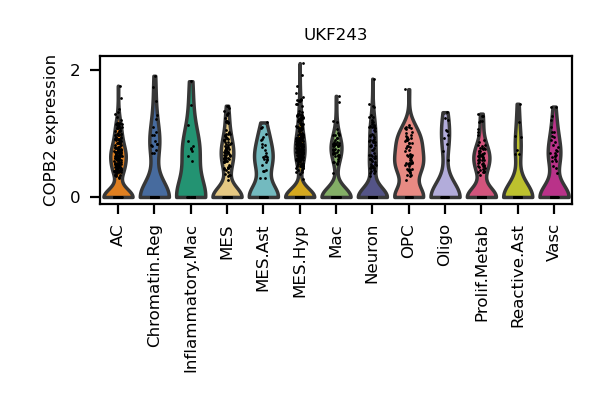 UKF243
COPB2 expression
2
0
AC
Chromatin.Reg
Inflammatory.Mac
MES
MES.Ast
MES.Hyp
Mac
Neuron
OPC
Oligo
Prolif.Metab
Reactive.Ast
Vasc